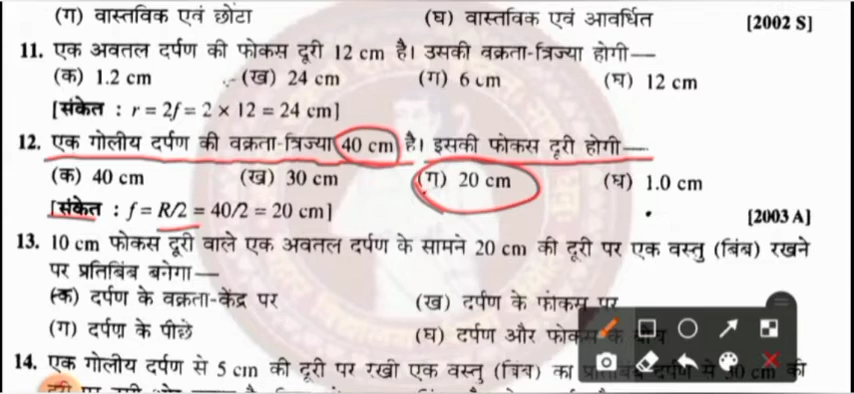 (ग) वास्तविक एवं छोटा (घ) वास्तविक एवं आवर्धित [2002 S]
11. एक अवतल दर्पण की फोकस दूरी 12 cm है। उसकी वक्रता-त्रिज्या होगी—
(क) 1.2 cm (ख) 24 cm (ग) 6 cm (घ) 12 cm
[संकेत : r = 2f = 2 × 12 = 24 cm]
12. एक गोलीय दर्पण की वक्रता-त्रिज्या 40 cm है। इसकी फोकस दूरी होगी—
(क) 40 cm (ख) 30 cm (ग) 20 cm (घ) 1.0 cm
[संकेत : f = R/2 = 40/2 = 20 cm] [2003 A]
13. 10 cm फोकस दूरी वाले एक अवतल दर्पण के सामने 20 cm की दूरी पर एक वस्तु (बिंब) रखने
पर प्रतिबिंब बनेगा—
(क) दर्पण के वक्रता-केंद्र पर (ख) दर्पण के फोकस पर
(ग) दर्पण के पीछे (घ) दर्पण और फोकस के बीच
14. एक गोलीय दर्पण से 5 cm की दूरी पर रखी एक वस्तु (बिंब) का प्रतिबिंब दर्पण से 30 cm की